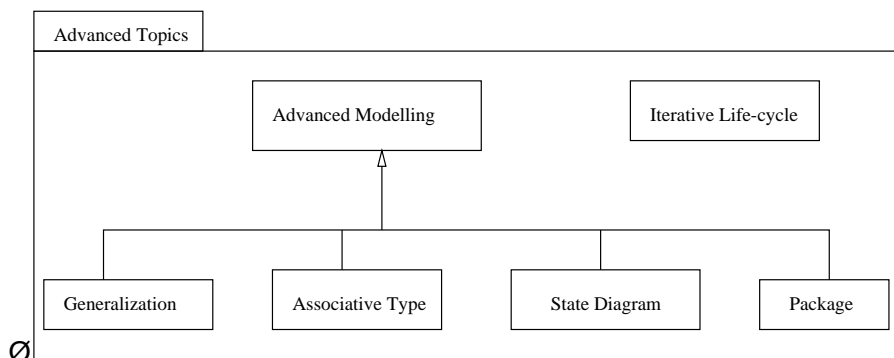 Advanced Topics
Advanced Modelling
Iterative Life-cycle
Generalization
Associative Type
State Diagram
Package
Ø